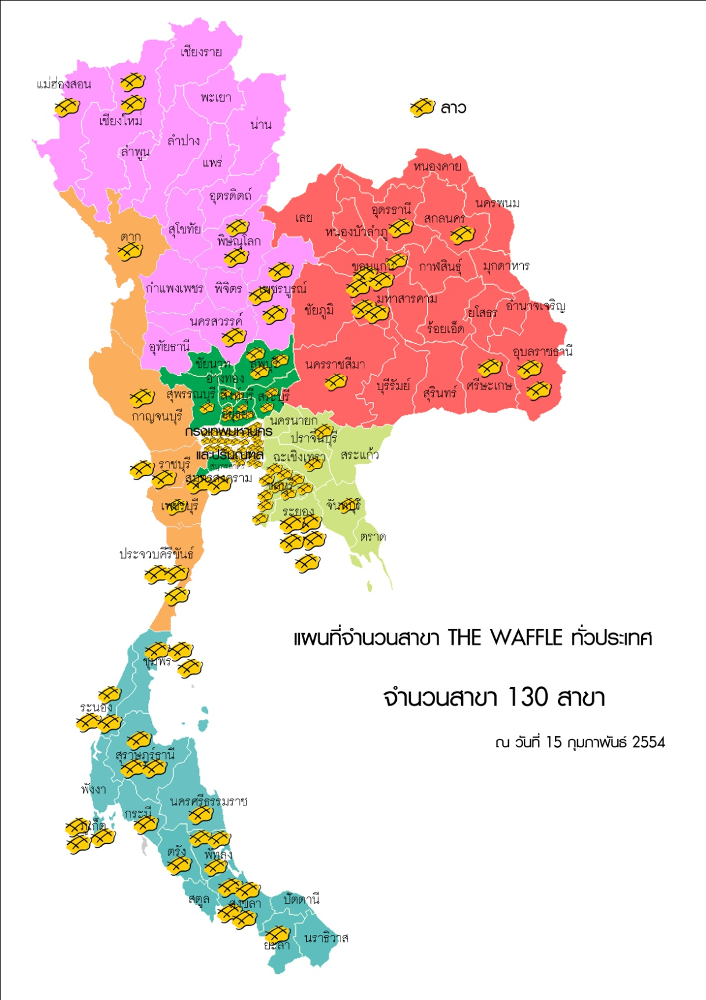 เชียงราย
แม่ฮ่องสอน
พะเยา
ลาว
เชียงใหม่
น่าน
ลำปาง
ลำพูน
แพร่
หนองคาย
อุตรดิตถ์
นครพนม
อุดรธานี
เลย
สกลนคร
สุโขทัย
หนองบัวลำภู
ตาก
พิษณุโลก
ขอนแก่น
กาฬสินธุ์
มุกดาหาร
กำแพงเพชร
พิจิตร
เพชรบูรณ์
มหาสารคาม
ชัยภูมิ
ยโสธร
อำนาจเจริญ
นครสวรรค์
ร้อยเอ็ด
อุทัยธานี
อุบลราชธานี
ชัยนาท
ลพบุรี
นครราชสีมา
อ่างทอง
บุรีรัมย์
ศรีษะเกษ
สุพรรณบุรี
สิงห์บุรี
สระบุรี
สุรินทร์
กาญจนบุรี
อยุธยา
นครนายก
กรุงเทพมหานคร
ปราจีนบุรี
และปริมณฑล
ฉะเชิงเทรา
สระแก้ว
ราชบุรี
สมุทรสาคร
สมุทรสงคราม
ชลบุรี
เพชรบุรี
จันทบุรี
ระยอง
ตราด
ประจวบคีรีขันธ์
แผนที่จำนวนสาขา THE WAFFLE ทั่วประเทศ
ชุมพร
จำนวนสาขา 130 สาขา
ระนอง
ณ วันที่ 15 กุมภาพันธ์ 2554
สุราษฎร์ธานี
พังงา
นครศรีธรรมราช
กระบี่
ภูเก็ต
ตรัง
พัทลุง
สตูล
สงขลา
ปัตตานี
นราธิวาส
ยะลา